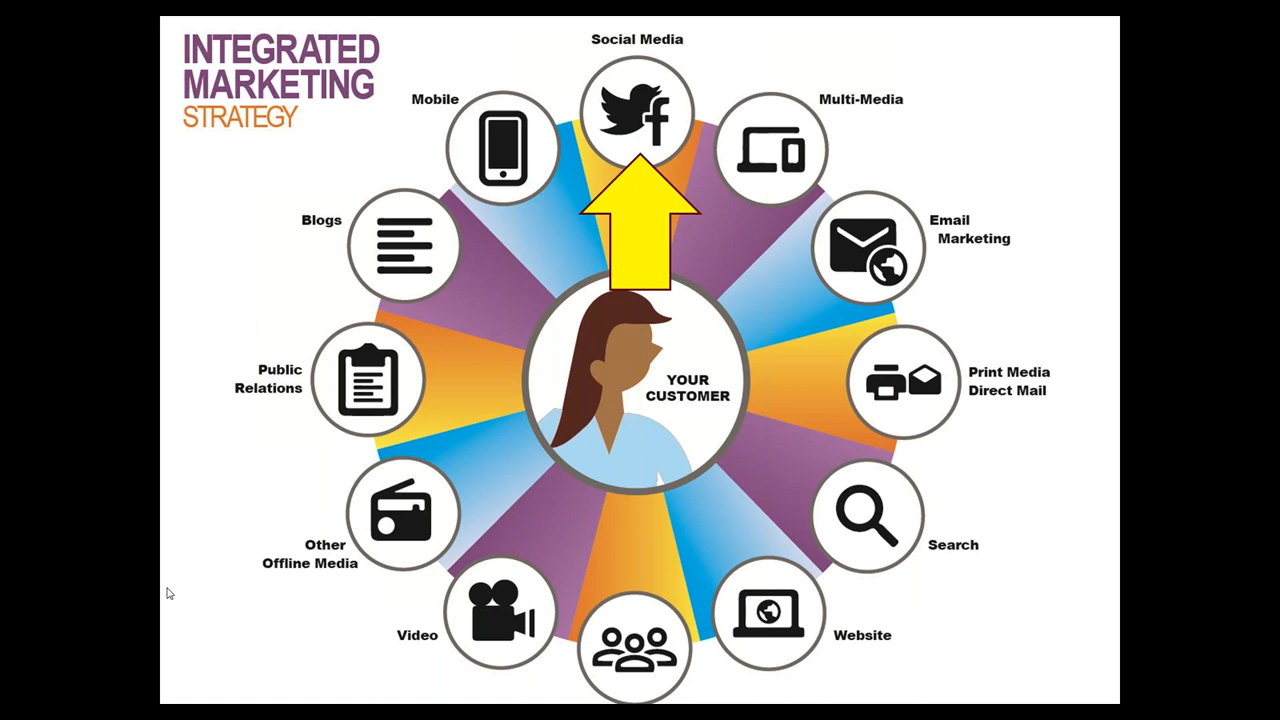 INTEGRATED
MARKETING
STRATEGY
Social Media
Mobile
Multi-Media
Blogs
Email
Marketing
Public
Relations
YOUR
CUSTOMER
Print Media
Direct Mail
Other
Offline Media
Search
Video
Website